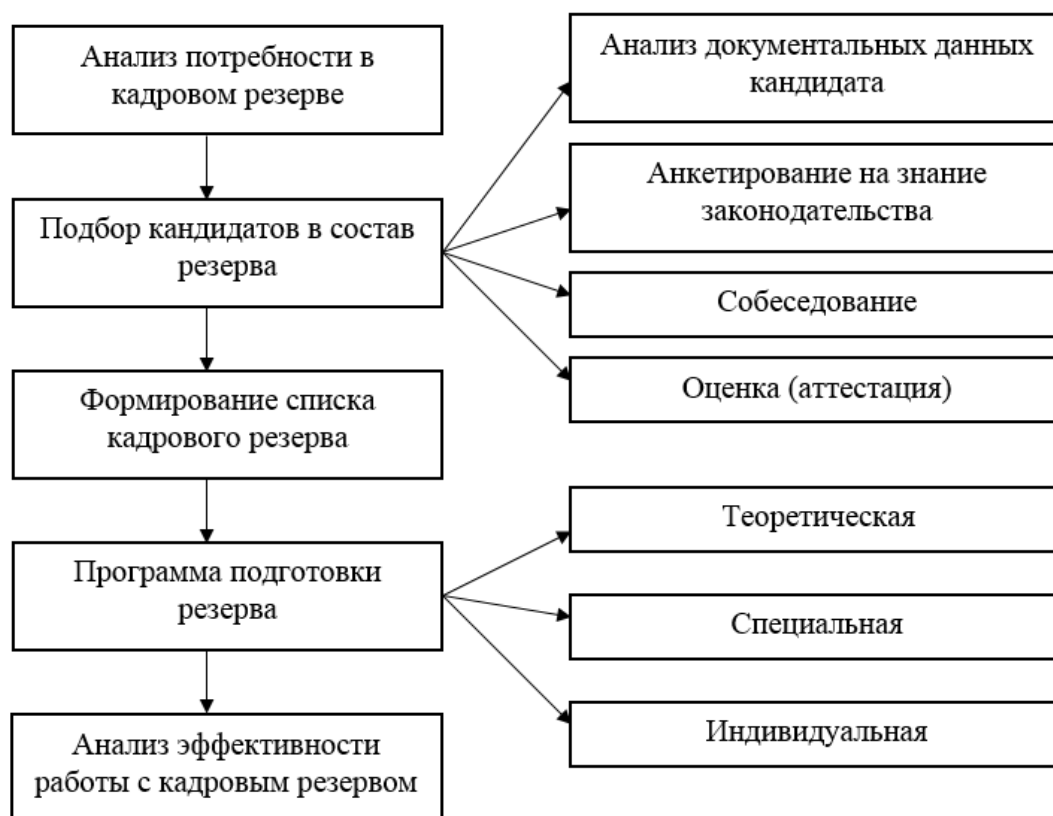 Анализ потребности в
кадровом резерве
Подбор кандидатов в состав
резерва
Формирование списка
кадрового резерва
Программа подготовки
резерва
Анализ эффективности
работы с кадровым резервом
Анализ документальных данных
кандидата
Анкетирование на знание
законодательства
Собеседование
Оценка (аттестация)
Теоретическая
Специальная
Индивидуальная